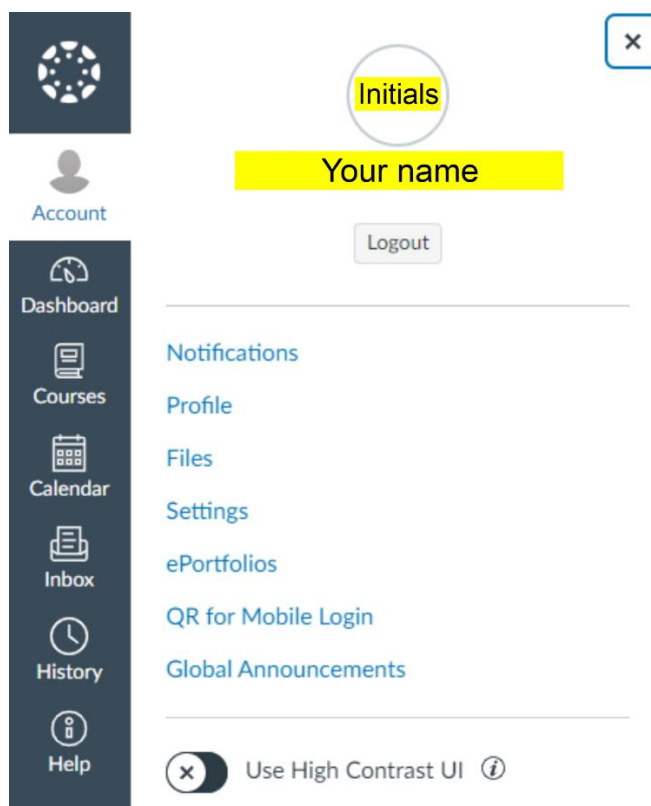 Account
Dashboard
Courses
Calendar
Inbox
History
Help
Initials
Your name
Logout
Notifications
Profile
Files
Settings
ePortfolios
QR for Mobile Login
Global Announcements
Use High Contrast UI